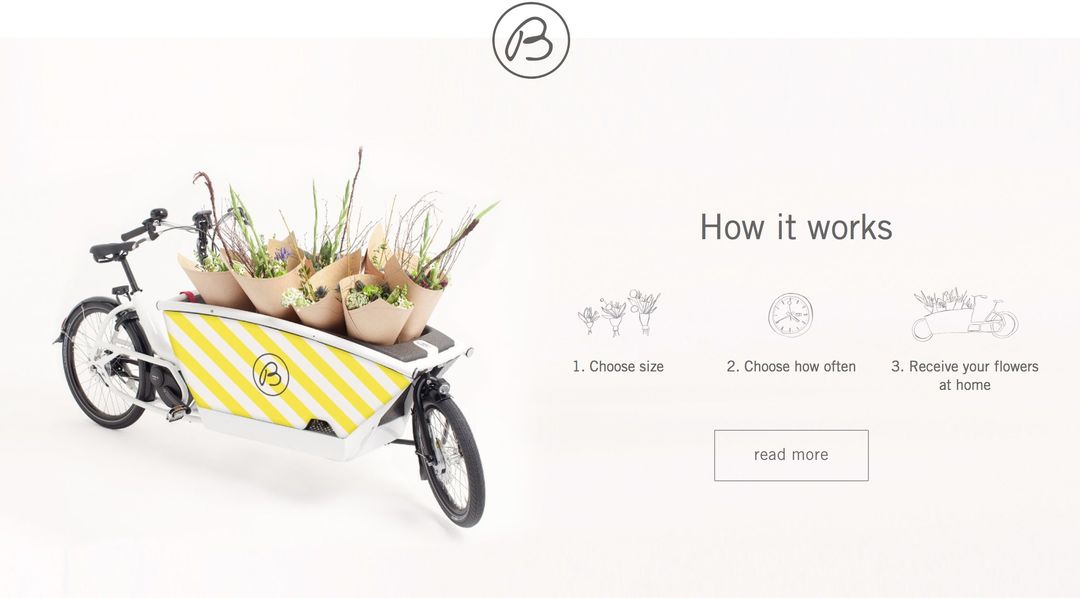 B
How it works
1. Choose size
2. Choose how often
3. Receive your flowers
at home
read more
B